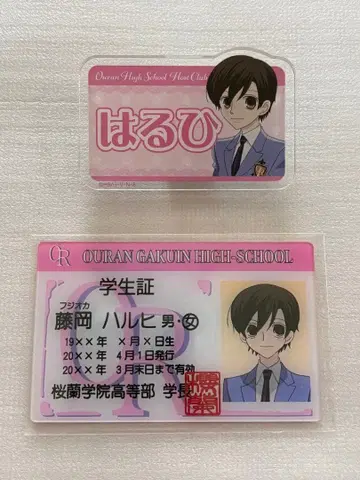 Ouran High School Host Club
はるひ
OURAN GAKUIN HIGH-SCHOOL
学生証
フジオカ
藤岡 ハルヒ 男・女
19××年 ×月×日生
20××年 4月1日発行
20××年 3月末日まで有効
桜蘭学院高等部 学長